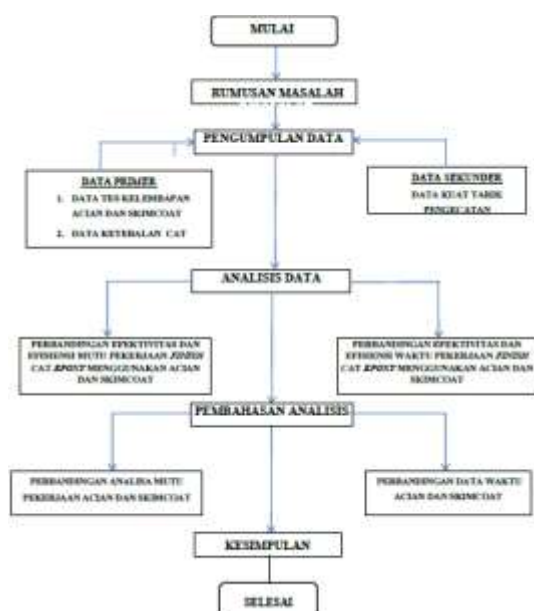 MULAI
RUMUSAN MASALAH
PENGUMPULAN DATA
DATA PRIMER
1. DATA TES KELEMBAPAN
ACIAN DAN SKIMCOAT
2. DATA KETEBALAN CAT
DATA SEKUNDER
DATA KUAT TARIK
PENGECATAN
ANALISIS DATA
PERBANDINGAN EFEKTIVITAS DAN
EFISIENSI MUTU PEKERJAAN FINISH
CAT EPOXY MENGGUNAKAN ACIAN
DAN SKIMCOAT
PERBANDINGAN EFEKTIVITAS DAN
EFISIENSI WAKTU PEKERJAAN FINISH
CAT EPOXY MENGGUNAKAN ACIAN
DAN SKIMCOAT
PEMBAHASAN ANALISIS
PERBANDINGAN ANALISA MUTU
PEKERJAAN ACIAN DAN SKIMCOAT
PERBANDINGAN DATA WAKTU
ACIAN DAN SKIMCOAT
KESIMPULAN
SELESAI